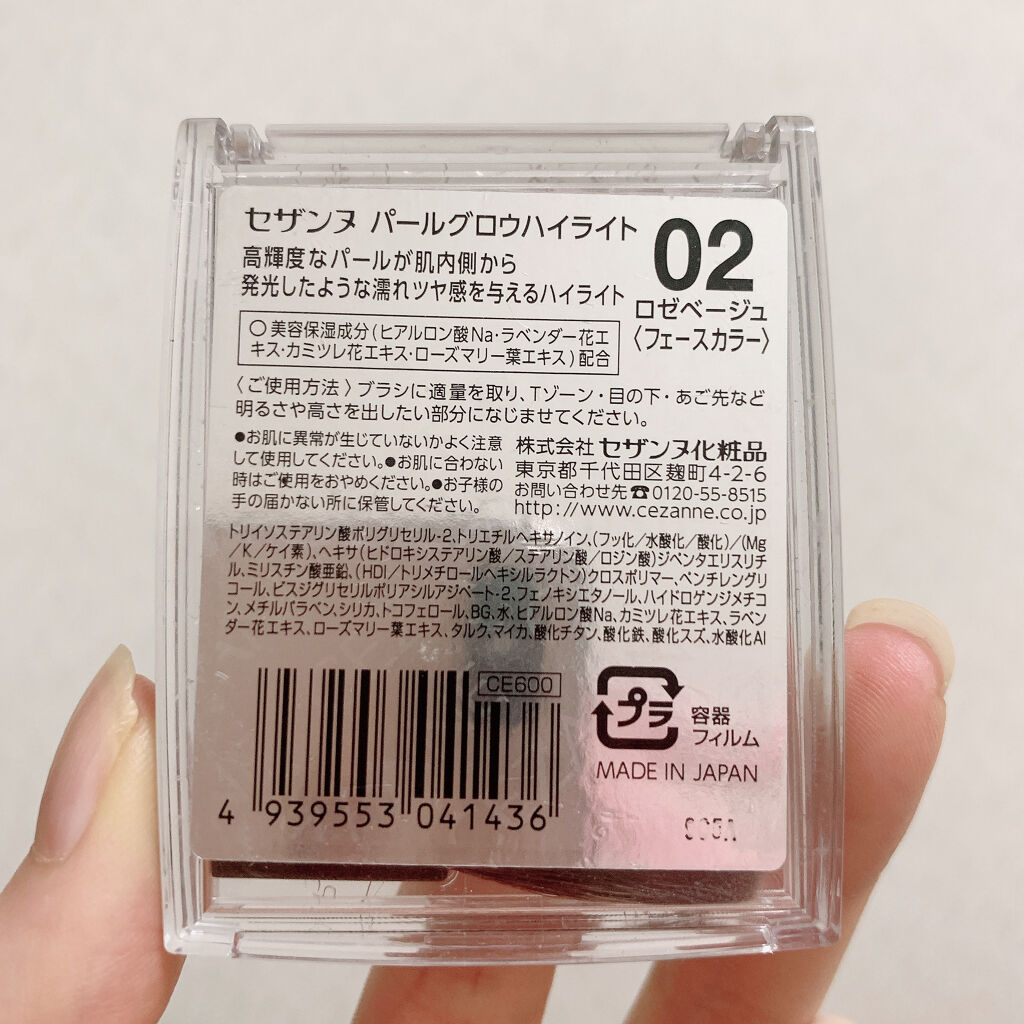 セザンヌ パールグロウハイライト
02
高輝度なパールが肌内側から
発光したような濡れツヤ感を与えるハイライト
ロゼベージュ
〈フェースカラー〉
○美容保湿成分(ヒアルロン酸Na・ラベンダー花エ
キス・カミツレ花エキス・ローズマリー葉エキス)配合
〈ご使用方法〉ブラシに適量を取り、Tゾーン・目の下・あご先など
明るさや高さを出したい部分になじませてください。
●お肌に異常が生じていないかよく注意
して使用してください。●お肌に合わない
時はご使用をおやめください。●お子様の
手の届かない所に保管してください。
株式会社 セザンヌ化粧品
東京都千代田区麹町4-2-6
お問い合わせ先☎0120-55-8515
http://www.cezanne.co.jp
トリイソステアリン酸ポリグリセリル-2、トリエチルヘキサノイン、(フッ化/水酸化/酸化)/(Mg
/K/ケイ素)、ヘキサ(ヒドロキシステアリン酸/ステアリン酸/ロジン酸)ジペンタエリスリチ
ル、ミリスチン酸亜鉛、(HDI/トリメチロールヘキシルラクトン)クロスポリマー、ペンチレングリ
コール、ビスジグリセリルポリアシルアジペート-2、フェノキシエタノール、ハイドロゲンジメチコ
ン、メチルパラベン、シリカ、トコフェロール、BG、水、ヒアルロン酸Na、カミツレ花エキス、ラベン
ダー花エキス、ローズマリー葉エキス、タルク、マイカ、酸化チタン、酸化鉄、酸化スズ、水酸化Al
CE600
プラ
容器
フィルム
MADE IN JAPAN
4 939553 041436